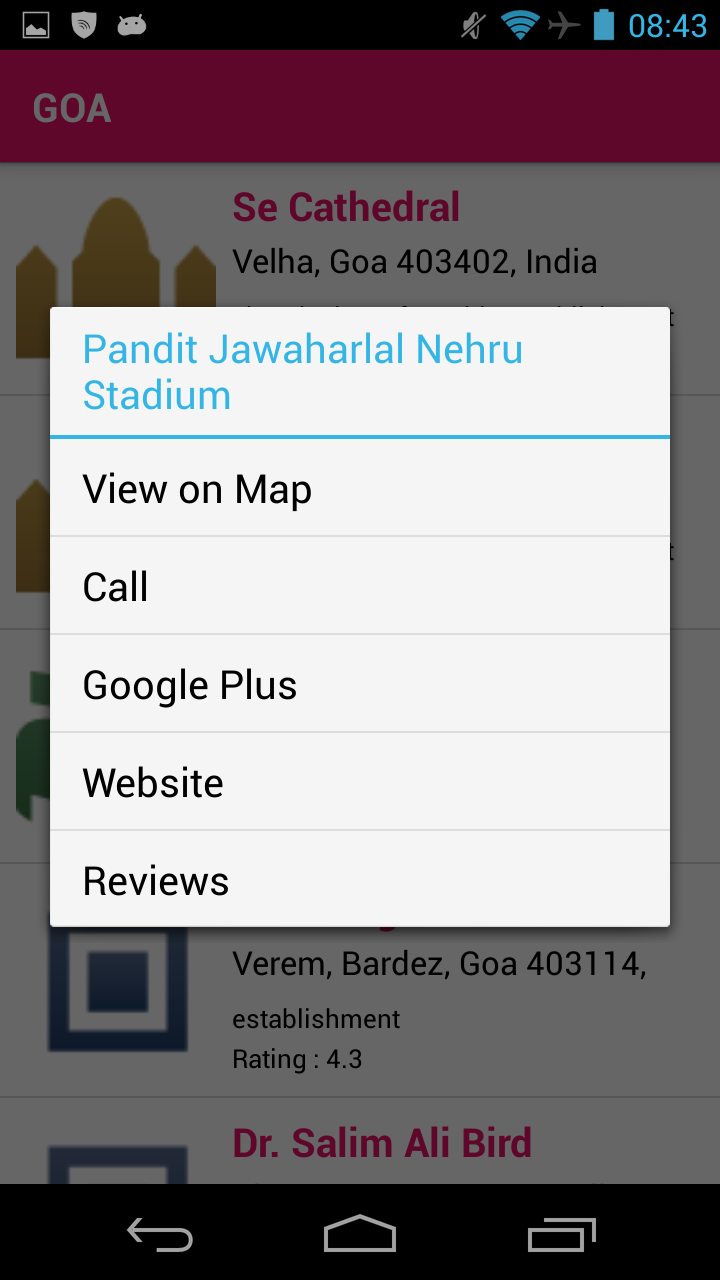 08:43
GOA
Se Cathedral
Velha, Goa 403402, India
Pandit Jawaharlal Nehru
Stadium
View on Map
Call
Google Plus
Website
Reviews
Verem, Bardez, Goa 403114,
establishment
Rating : 4.3
Dr. Salim Ali Bird